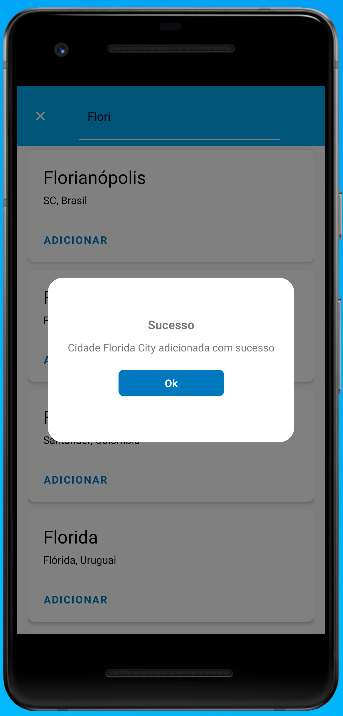 Flori
Florianópolis
SC, Brasil
ADICIONAR
Sucesso
Cidade Florida City adicionada com sucesso
Ok
Santander, Colômbia
ADICIONAR
Florida
Flórida, Uruguai
ADICIONAR